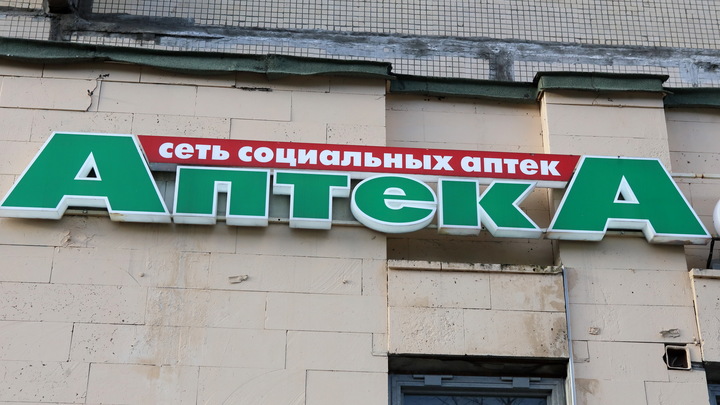 сеть социальных аптек
АптекА